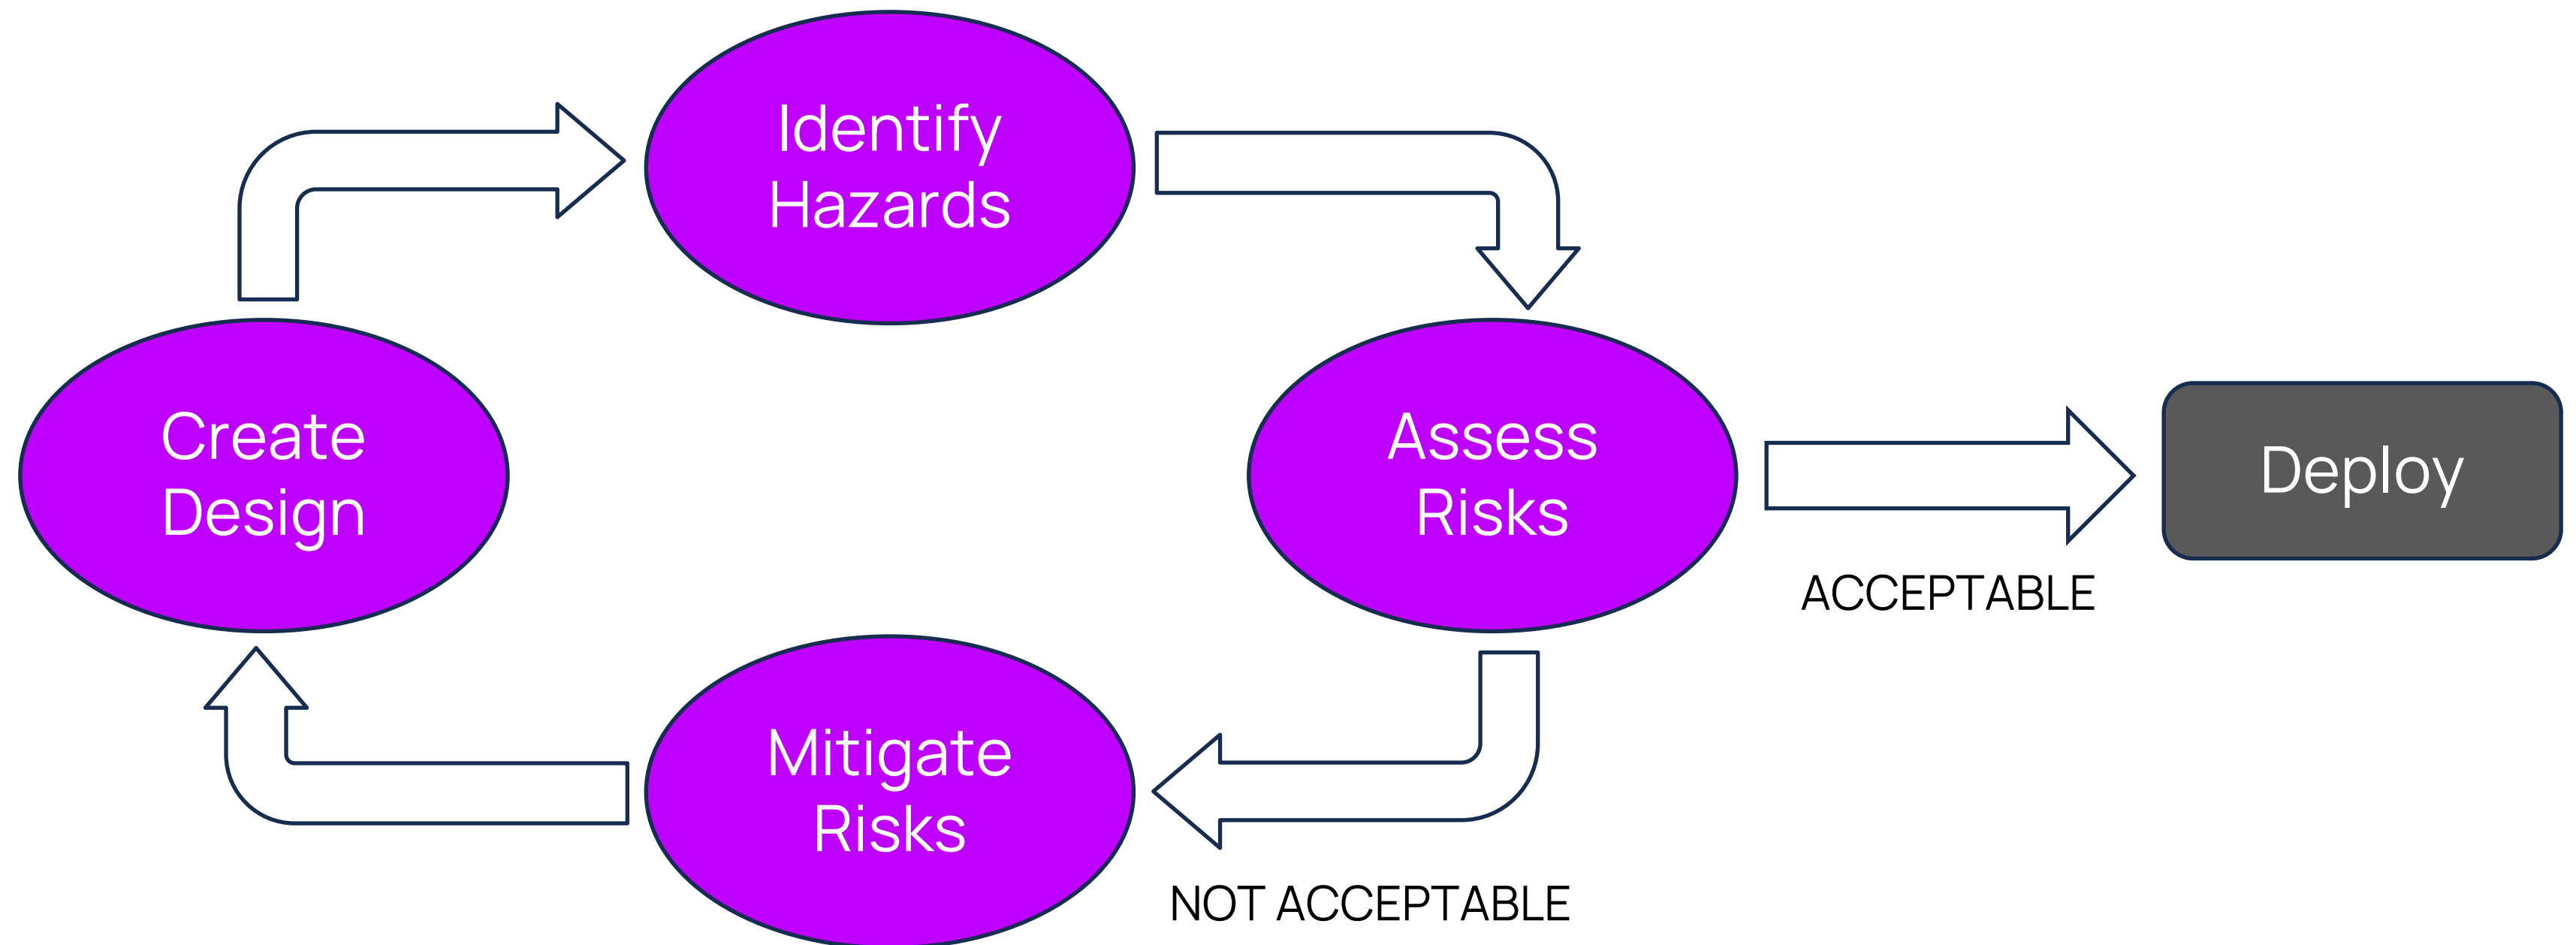 Identify
Hazards
Create
Design
Assess
Risks
Deploy
ACCEPTABLE
Mitigate
Risks
NOT ACCEPTABLE